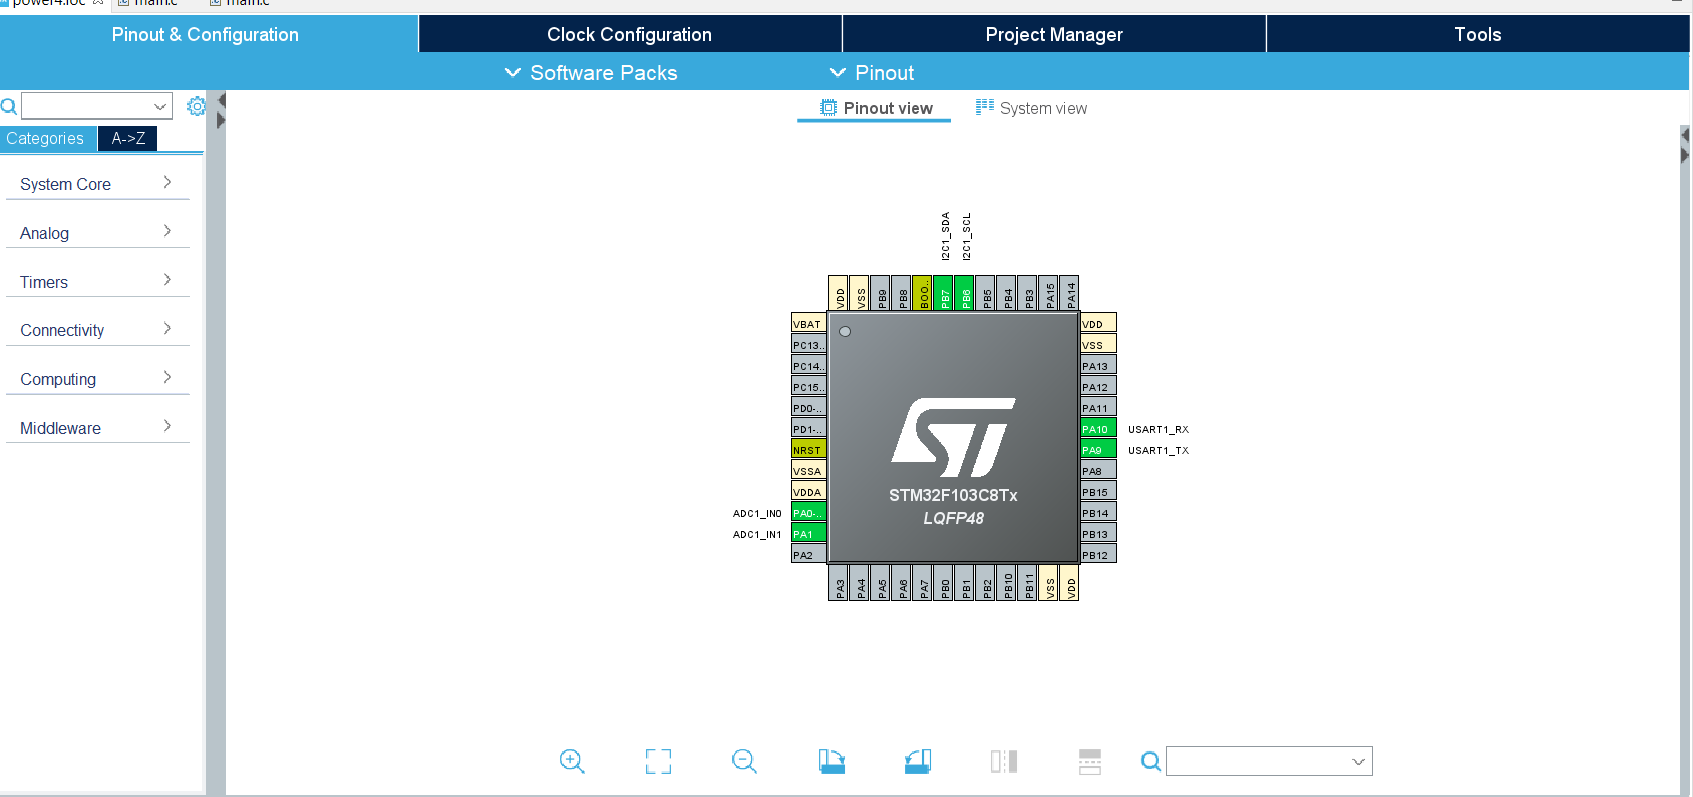 power4.ioc main.c main.c
Pinout & Configuration Clock Configuration Project Manager Tools
Software Packs Pinout
Pinout view System view
Categories A->Z
System Core
Analog
Timers
Connectivity
Computing
Middleware
I2C1_SDA I2C1_SCL
VDD VSS PB9 PB8 BOO.. PB7 PB6 PB5 PB4 PB3 PA15 PA14
VBAT VDD
PC13.. VSS
PC14.. PA13
PC15.. PA12
PD0-.. PA11
PD1-.. PA10 USART1_RX
NRST PA9 USART1_TX
VSSA PA8
VDDA PB15
ADC1_IN0 PA0-.. PB14
ADC1_IN1 PA1 PB13
PA2 PB12
ST
STM32F103C8Tx
LQFP48
PA3 PA4 PA5 PA6 PA7 PB0 PB1 PB2 PB10 PB11 VSS VDD